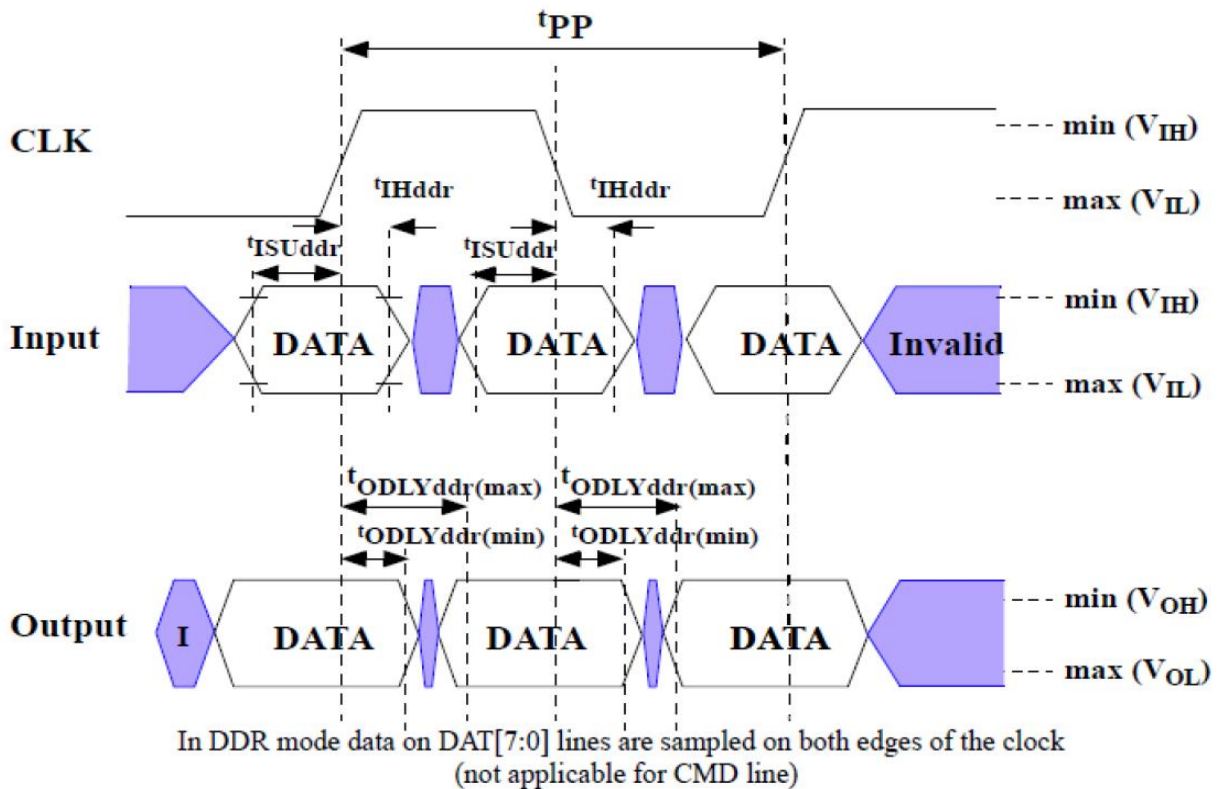 tPP
CLK
min (VIH)
max (VIL)
tIHddr
tIHddr
tISUddr
tISUddr
Input
DATA
DATA
DATA
Invalid
min (VIH)
max (VIL)
tODLYddr(max)
tODLYddr(max)
tODLYddr(min)
tODLYddr(min)
Output
I
DATA
DATA
DATA
min (VOH)
max (VOL)
In DDR mode data on DAT[7:0] lines are sampled on both edges of the clock
(not applicable for CMD line)